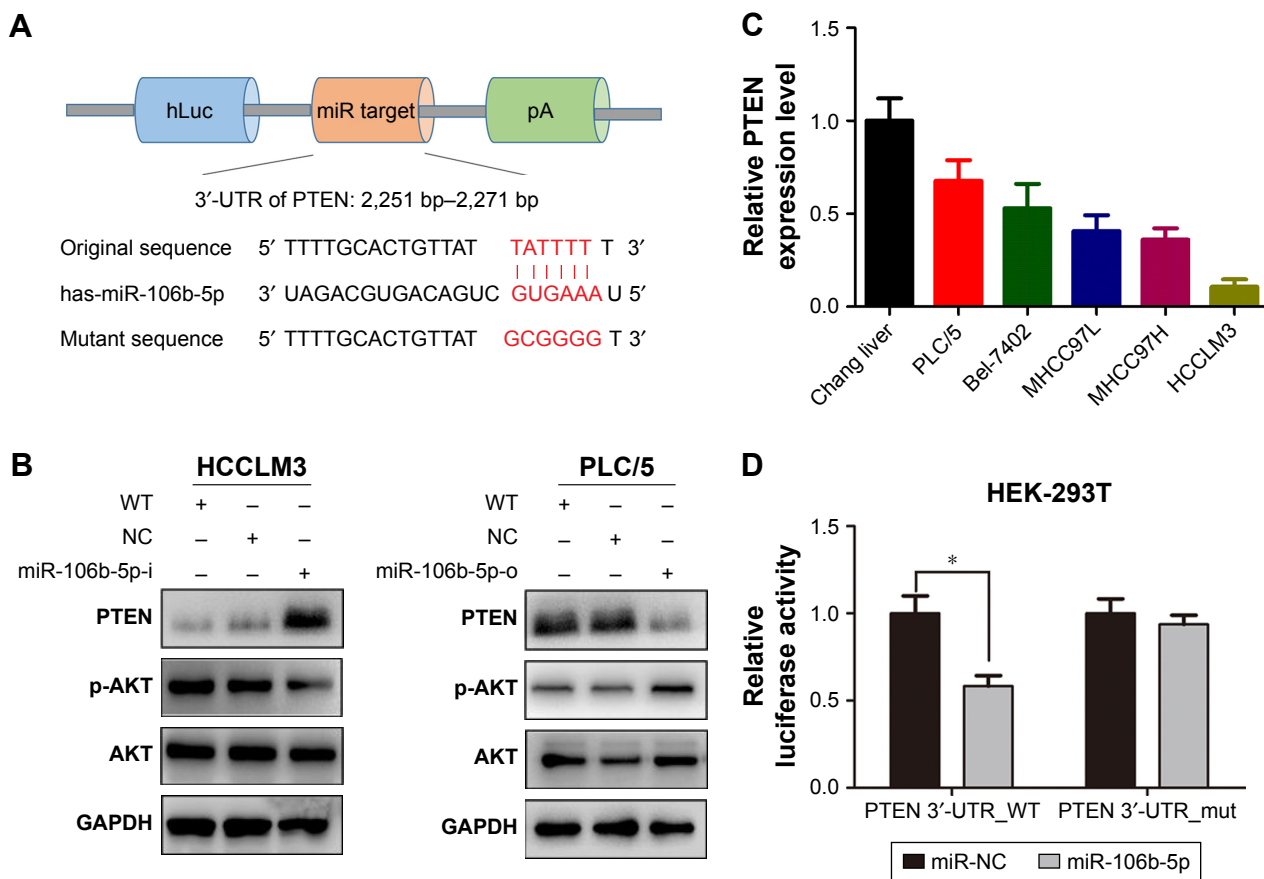 A
hLuc
miR target
pA
3′-UTR of PTEN: 2,251 bp–2,271 bp
Original sequence 5′ TTTTGCACTGTTAT TATTTT T 3′
has-miR-106b-5p 3′ UAGACGUGACAGUC GUGAAA U 5′
Mutant sequence 5′ TTTTGCACTGTTAT GCGGGG T 3′
B
HCCLM3
WT + – –
NC – + –
miR-106b-5p-i – – +
PTEN
p-AKT
AKT
GAPDH
PLC/5
WT + – –
NC – + –
miR-106b-5p-o – – +
PTEN
p-AKT
AKT
GAPDH
C
Relative PTEN
expression level
1.5
1.0
0.5
0.0
Chang liver
PLC/5
Bel-7402
MHCC97L
MHCC97H
HCCLM3
D
HEK-293T
Relative
luciferase activity
1.5
1.0
0.5
0.0
*
PTEN 3′-UTR_WT
PTEN 3′-UTR_mut
miR-NC
miR-106b-5p